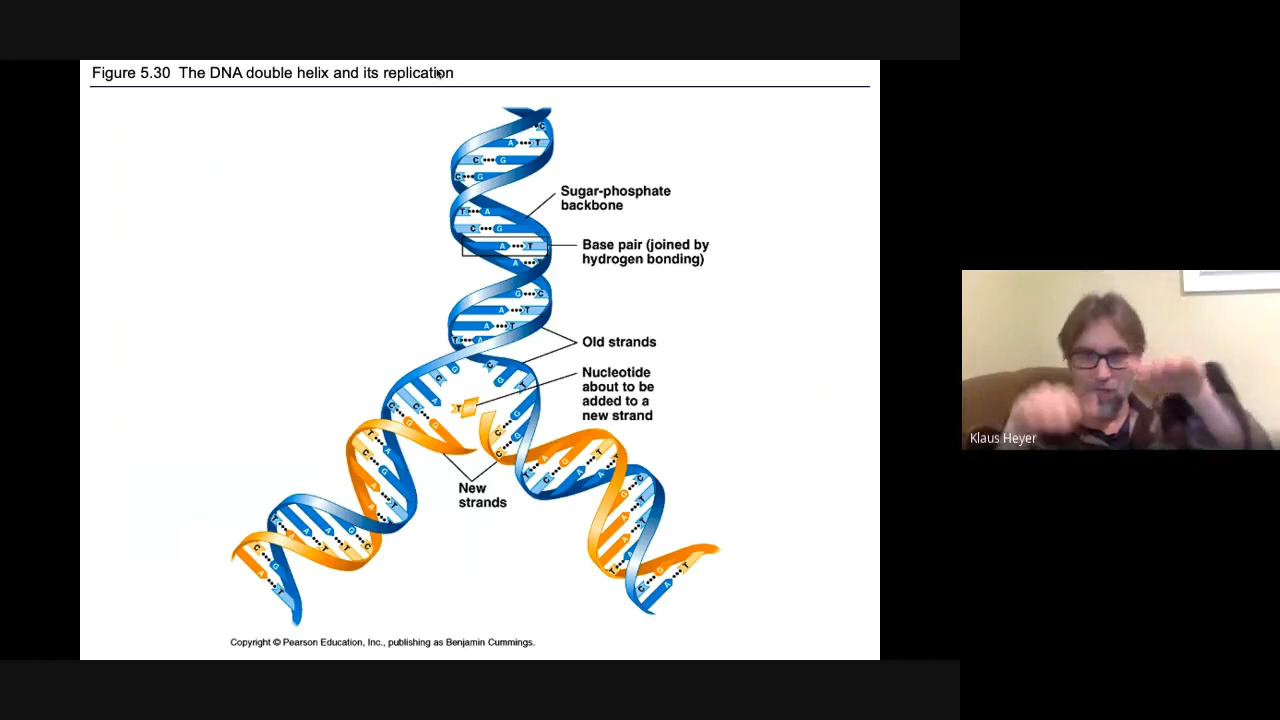 Figure 5.30 The DNA double helix and its replication
C
A T
C G
C G
Sugar-phosphate
backbone
T A
C G
A T
Base pair (joined by
hydrogen bonding)
A
G C
A T
A T
T A
Old strands
C G C
G T
A
Nucleotide
about to be
added to a
new strand
T
C C G
G G C G
T A C
C G
A T
A
New
strands
T A G T
C A T
G C
T
A
T A
T A A G C
A T T
C G
A T
T A
C G A T
Klaus Heyer
Copyright © Pearson Education, Inc., publishing as Benjamin Cummings.